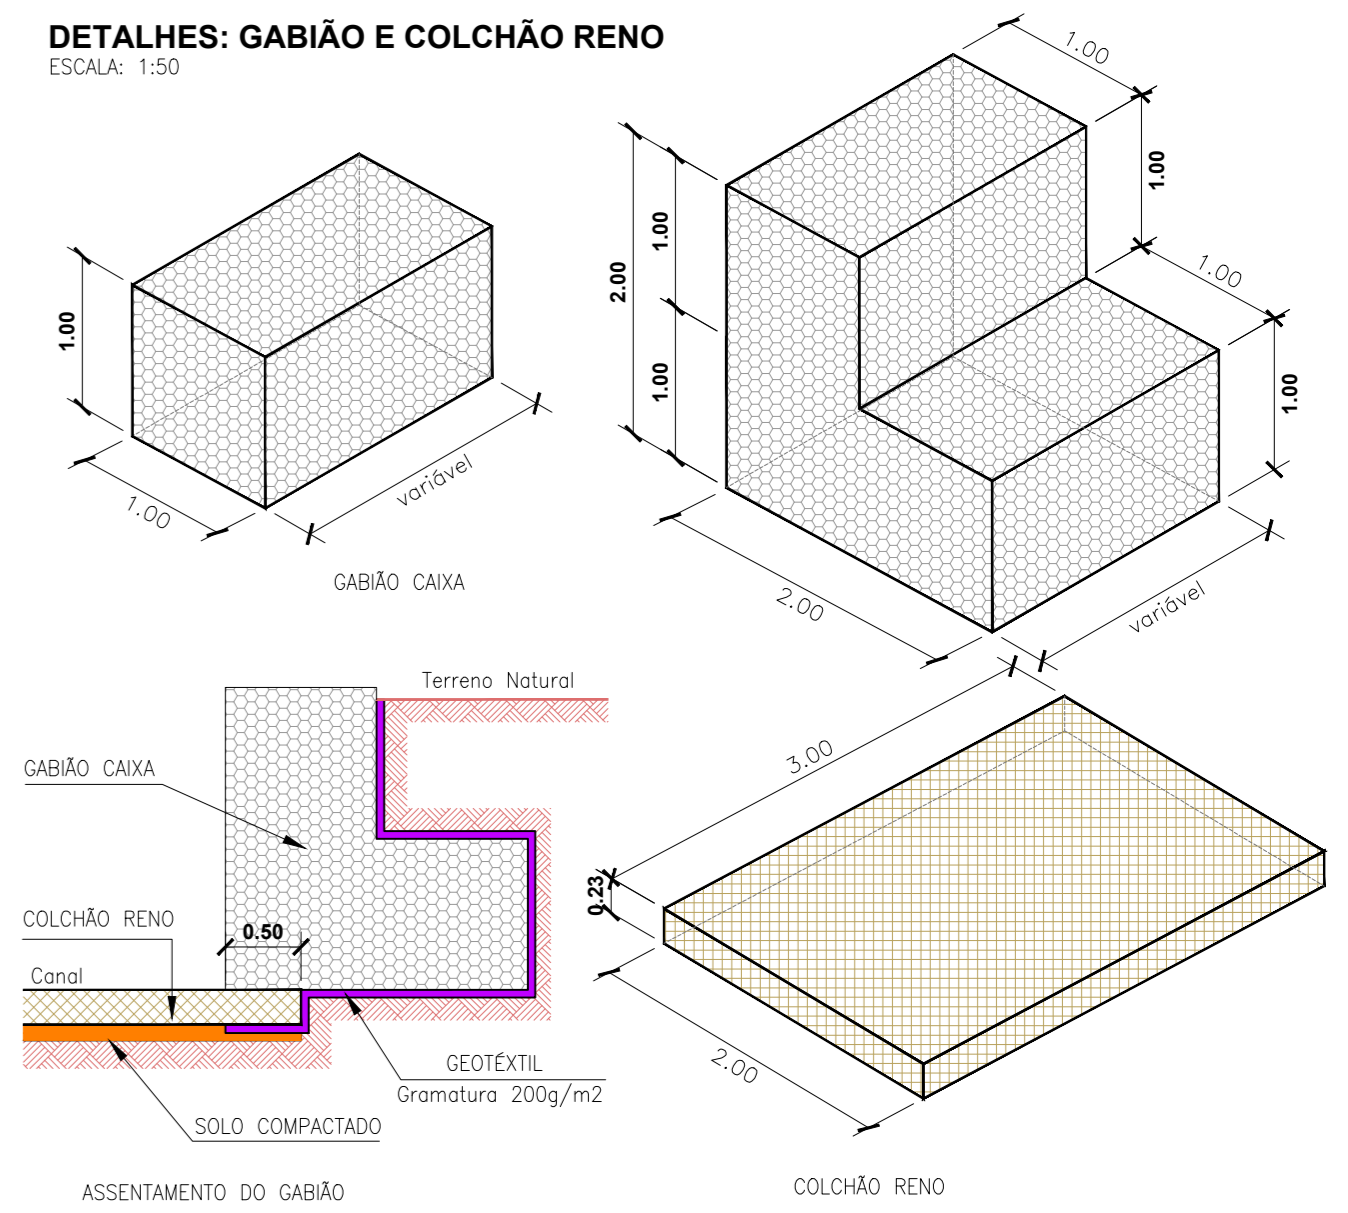 DETALHES: GABIÃO E COLCHÃO RENO
ESCALA: 1:50
1.00
1.00
variável
GABIÃO CAIXA
1.00
1.00
1.00
1.00
2.00
1.00
1.00
1.00
2.00
variável
Terreno Natural
GABIÃO CAIXA
COLCHÃO RENO
0.50
Canal
GEOTÉXTIL
Gramatura 200g/m2
SOLO COMPACTADO
ASSENTAMENTO DO GABIÃO
3.00
0.23
2.00
COLCHÃO RENO